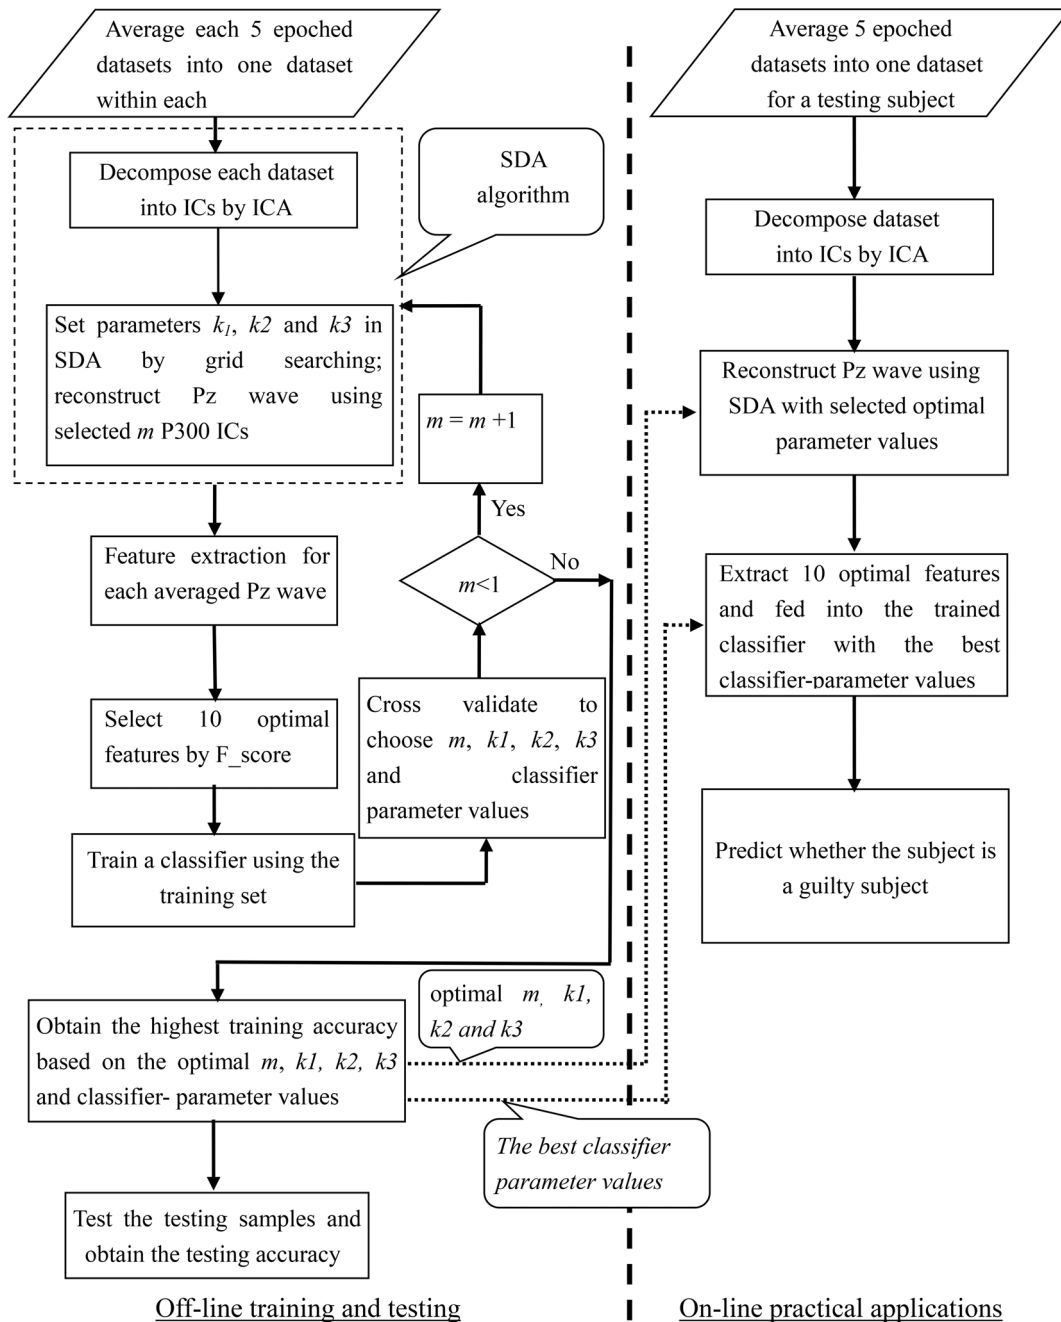 Average each 5 epoched
datasets into one dataset
within each
Decompose each dataset
into ICs by ICA
SDA
algorithm
Set parameters k1, k2 and k3 in
SDA by grid searching;
reconstruct Pz wave using
selected m P300 ICs
m = m +1
Yes
Feature extraction for
each averaged Pz wave
m<1
No
Select 10 optimal
features by F_score
Cross validate to
choose m, k1, k2, k3
and classifier
parameter values
Train a classifier using the
training set
Obtain the highest training accuracy
based on the optimal m, k1, k2, k3
and classifier- parameter values
optimal m, k1,
k2 and k3
The best classifier
parameter values
Test the testing samples and
obtain the testing accuracy
Off-line training and testing
Average 5 epoched
datasets into one dataset
for a testing subject
Decompose dataset
into ICs by ICA
Reconstruct Pz wave using
SDA with selected optimal
parameter values
Extract 10 optimal features
and fed into the trained
classifier with the best
classifier-parameter values
Predict whether the subject is
a guilty subject
On-line practical applications